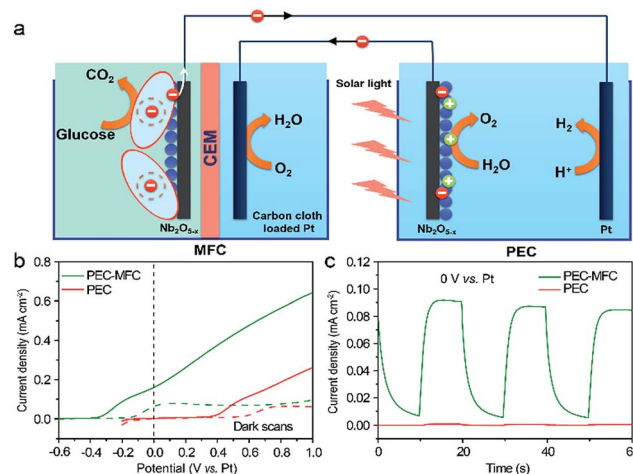 a
CO2
Glucose
CEM
H2O
O2
Carbon cloth
loaded Pt
Nb2O5-x
MFC
Solar light
O2
H2O
Nb2O5-x
H2
H+
Pt
PEC
b
Current density (mA cm-2)
0.8
0.6
0.4
0.2
0.0
PEC-MFC
PEC
Dark scans
-0.6 -0.4 -0.2 0.0 0.2 0.4 0.6 0.8 1.0
Potential (V vs. Pt)
c
Current density (mA cm-2)
0.12
0.10
0.08
0.06
0.04
0.02
0.00
0 V vs. Pt
PEC-MFC
PEC
0 20 40 60
Time (s)